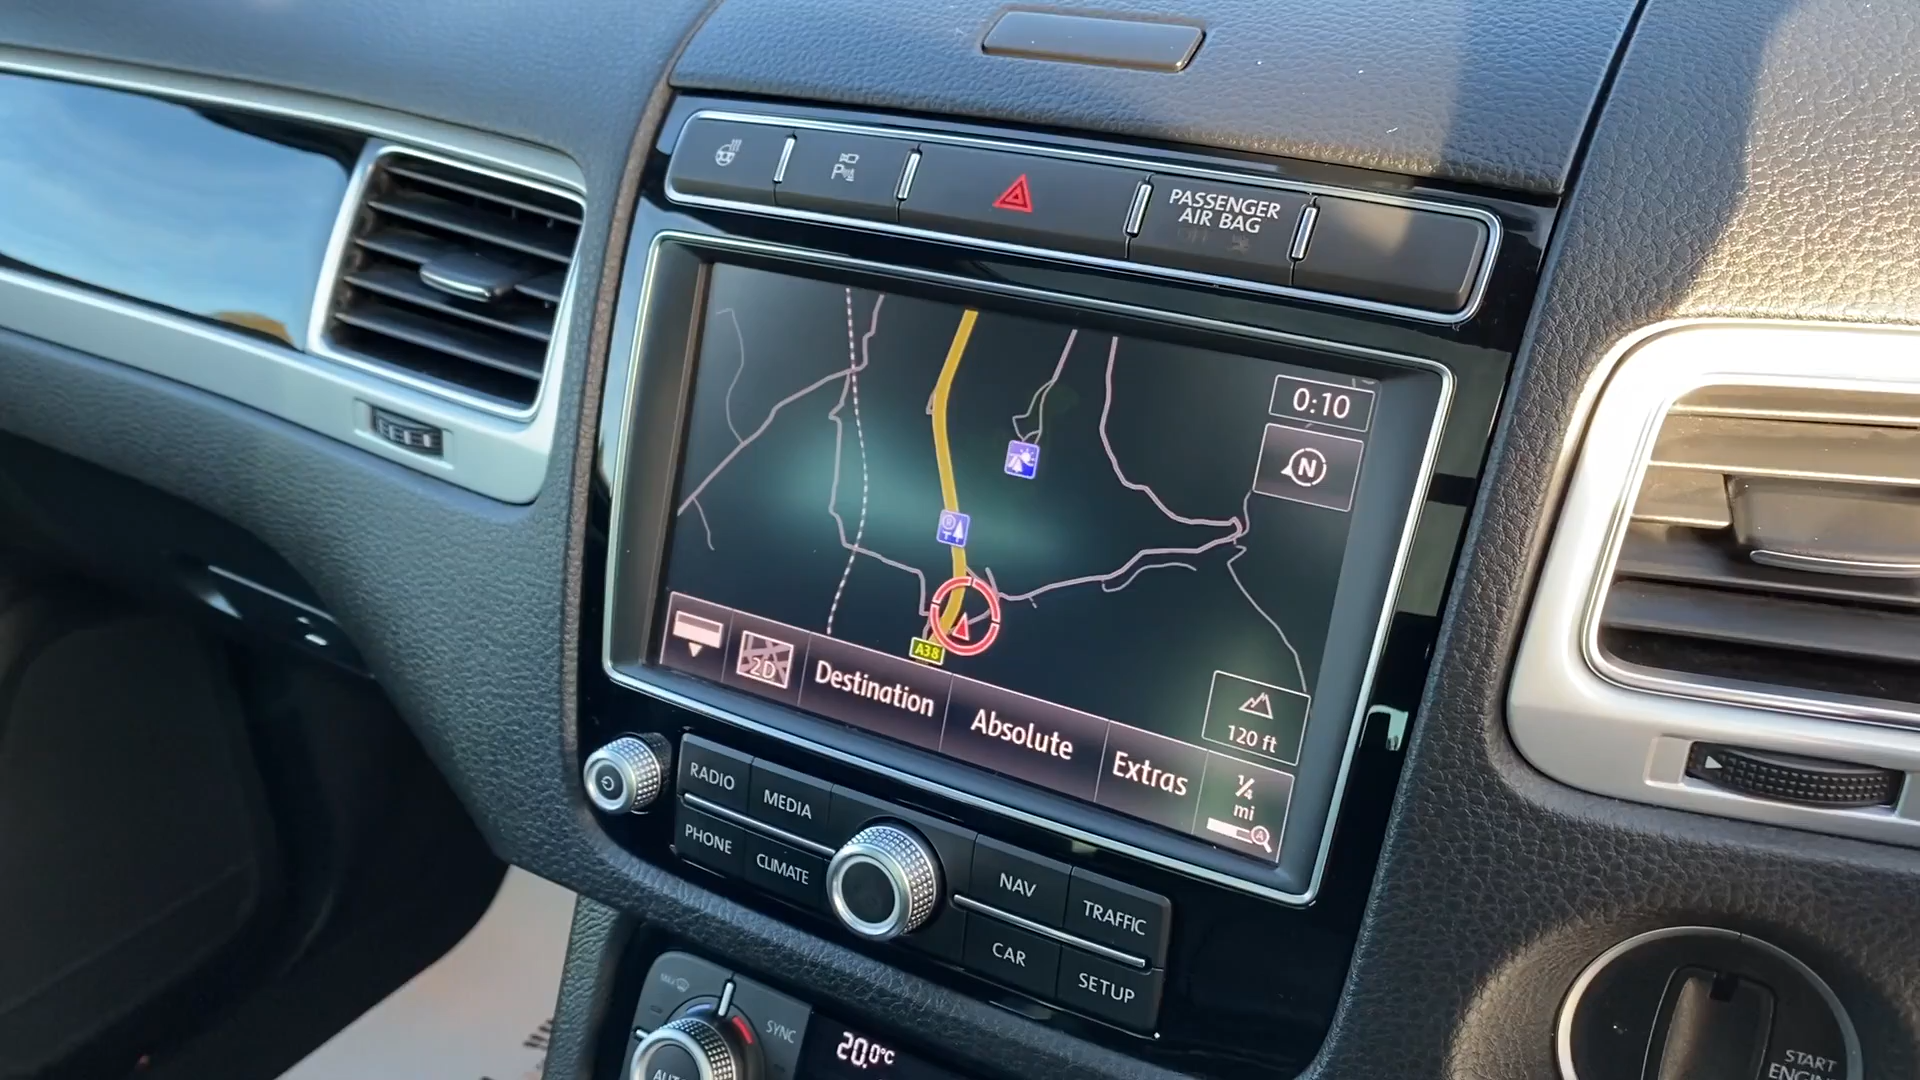 PASSENGER
AIR BAG
OFF
0:10
N
A38
2D
Destination
Absolute
Extras
120 ft
1/4
mi
A
RADIO
MEDIA
PHONE
CLIMATE
NAV
TRAFFIC
CAR
SETUP
SYNC
20.0°C
START